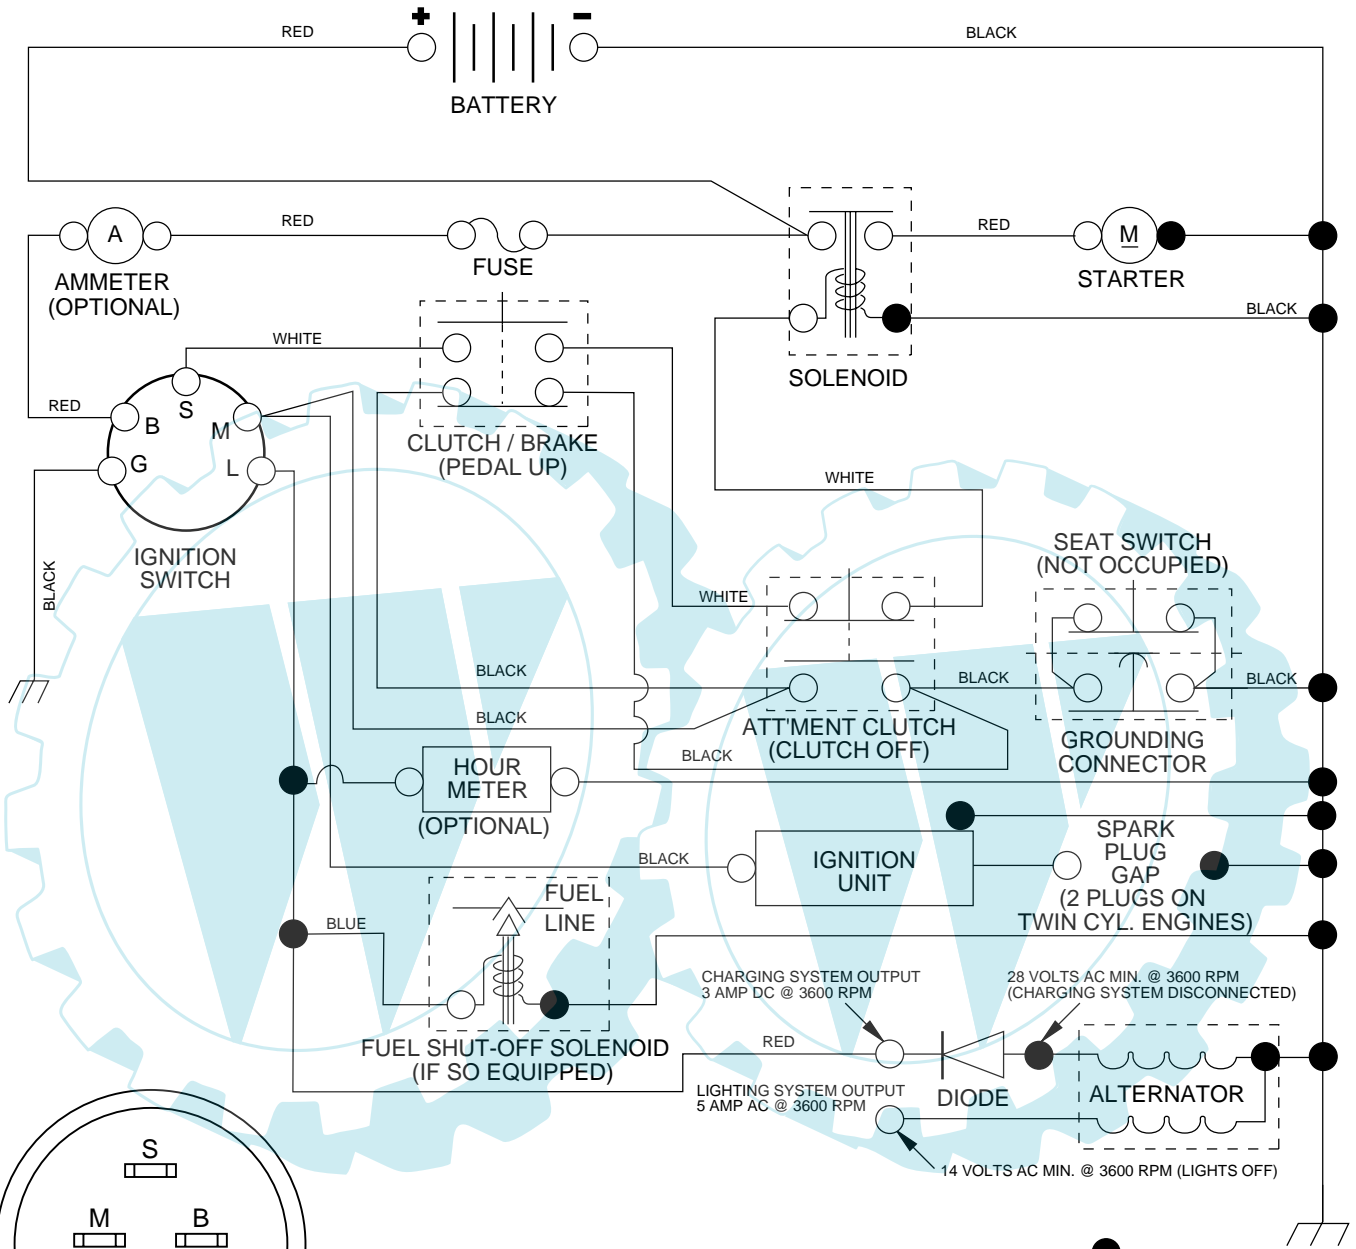 + -
RED
BLACK
BATTERY
A
RED
FUSE
RED
M
STARTER
AMMETER
(OPTIONAL)
WHITE
BLACK
SOLENOID
RED
S
B
M
G
L
CLUTCH / BRAKE
(PEDAL UP)
WHITE
IGNITION
SWITCH
BLACK
SEAT SWITCH
(NOT OCCUPIED)
WHITE
BLACK
BLACK
BLACK
BLACK
ATT'MENT CLUTCH
(CLUTCH OFF)
BLACK
GROUNDING
CONNECTOR
HOUR
METER
(OPTIONAL)
BLACK
IGNITION
UNIT
SPARK
PLUG
GAP
(2 PLUGS ON
TWIN CYL. ENGINES)
FUEL
LINE
BLUE
CHARGING SYSTEM OUTPUT
3 AMP DC @ 3600 RPM
28 VOLTS AC MIN. @ 3600 RPM
(CHARGING SYSTEM DISCONNECTED)
FUEL SHUT-OFF SOLENOID
(IF SO EQUIPPED)
RED
DIODE
ALTERNATOR
LIGHTING SYSTEM OUTPUT
5 AMP AC @ 3600 RPM
14 VOLTS AC MIN. @ 3600 RPM (LIGHTS OFF)
S
M B